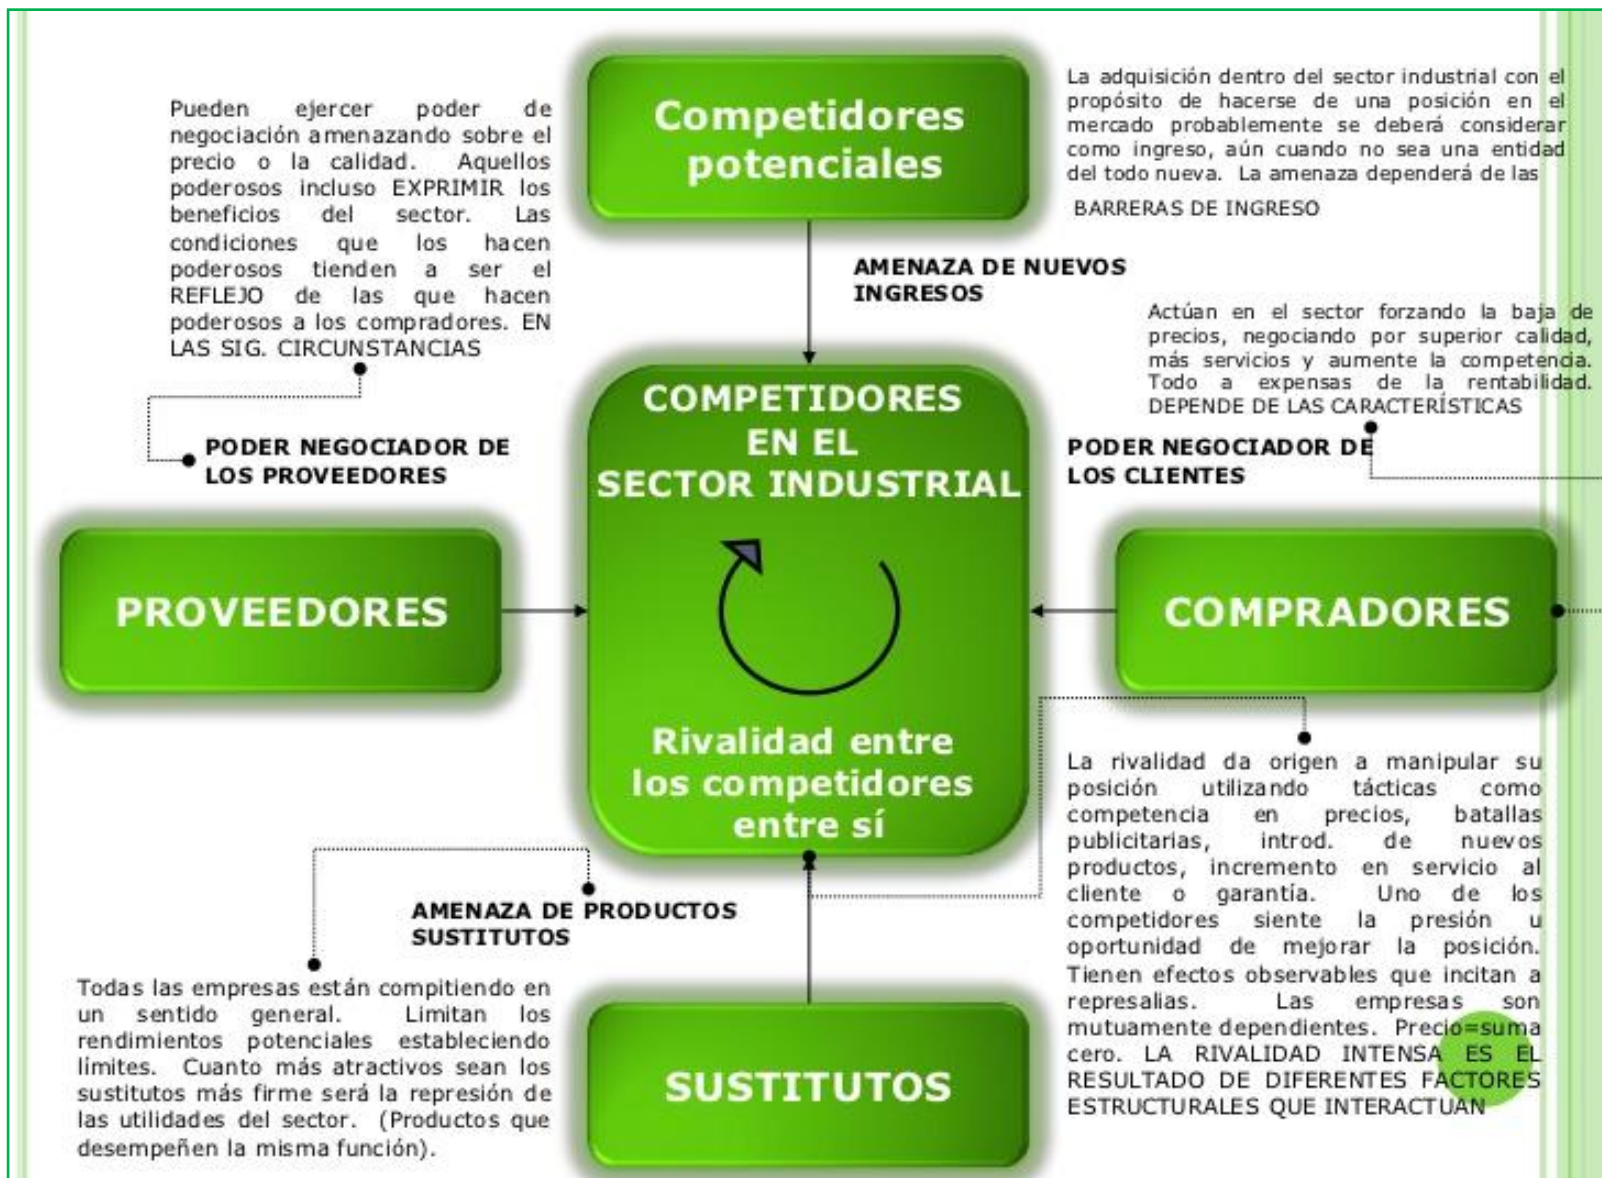 Competidores
potenciales
La adquisición dentro del sector industrial con el
propósito de hacerse de una posición en el
mercado probablemente se deberá considerar
como ingreso, aún cuando no sea una entidad
del todo nueva. La amenaza dependerá de las
BARRERAS DE INGRESO
Pueden ejercer poder de
negociación amenazando sobre el
precio o la calidad. Aquellos
poderosos incluso EXPRIMIR los
beneficios del sector. Las
condiciones que los hacen
poderosos tienden a ser el
REFLEJO de las que hacen
poderosos a los compradores. EN
LAS SIG. CIRCUNSTANCIAS
AMENAZA DE NUEVOS
INGRESOS
Actúan en el sector forzando la baja de
precios, negociando por superior calidad,
más servicios y aumente la competencia.
Todo a expensas de la rentabilidad.
DEPENDE DE LAS CARACTERÍSTICAS
PODER NEGOCIADOR DE
LOS PROVEEDORES
COMPETIDORES
EN EL
SECTOR INDUSTRIAL
PODER NEGOCIADOR DE
LOS CLIENTES
PROVEEDORES
COMPRADORES
Rivalidad entre
los competidores
entre sí
La rivalidad da origen a manipular su
posición utilizando tácticas como
competencia en precios, batallas
publicitarias, introd. de nuevos
productos, incremento en servicio al
cliente o garantía. Uno de los
competidores siente la presión u
oportunidad de mejorar la posición.
Tienen efectos observables que incitan a
represalias. Las empresas son
mutuamente dependientes. Precio=suma
cero. LA RIVALIDAD INTENSA ES EL
RESULTADO DE DIFERENTES FACTORES
ESTRUCTURALES QUE INTERACTUAN
AMENAZA DE PRODUCTOS
SUSTITUTOS
Todas las empresas están compitiendo en
un sentido general. Limitan los
rendimientos potenciales estableciendo
límites. Cuanto más atractivos sean los
sustitutos más firme será la represión de
las utilidades del sector. (Productos que
desempeñen la misma función).
SUSTITUTOS